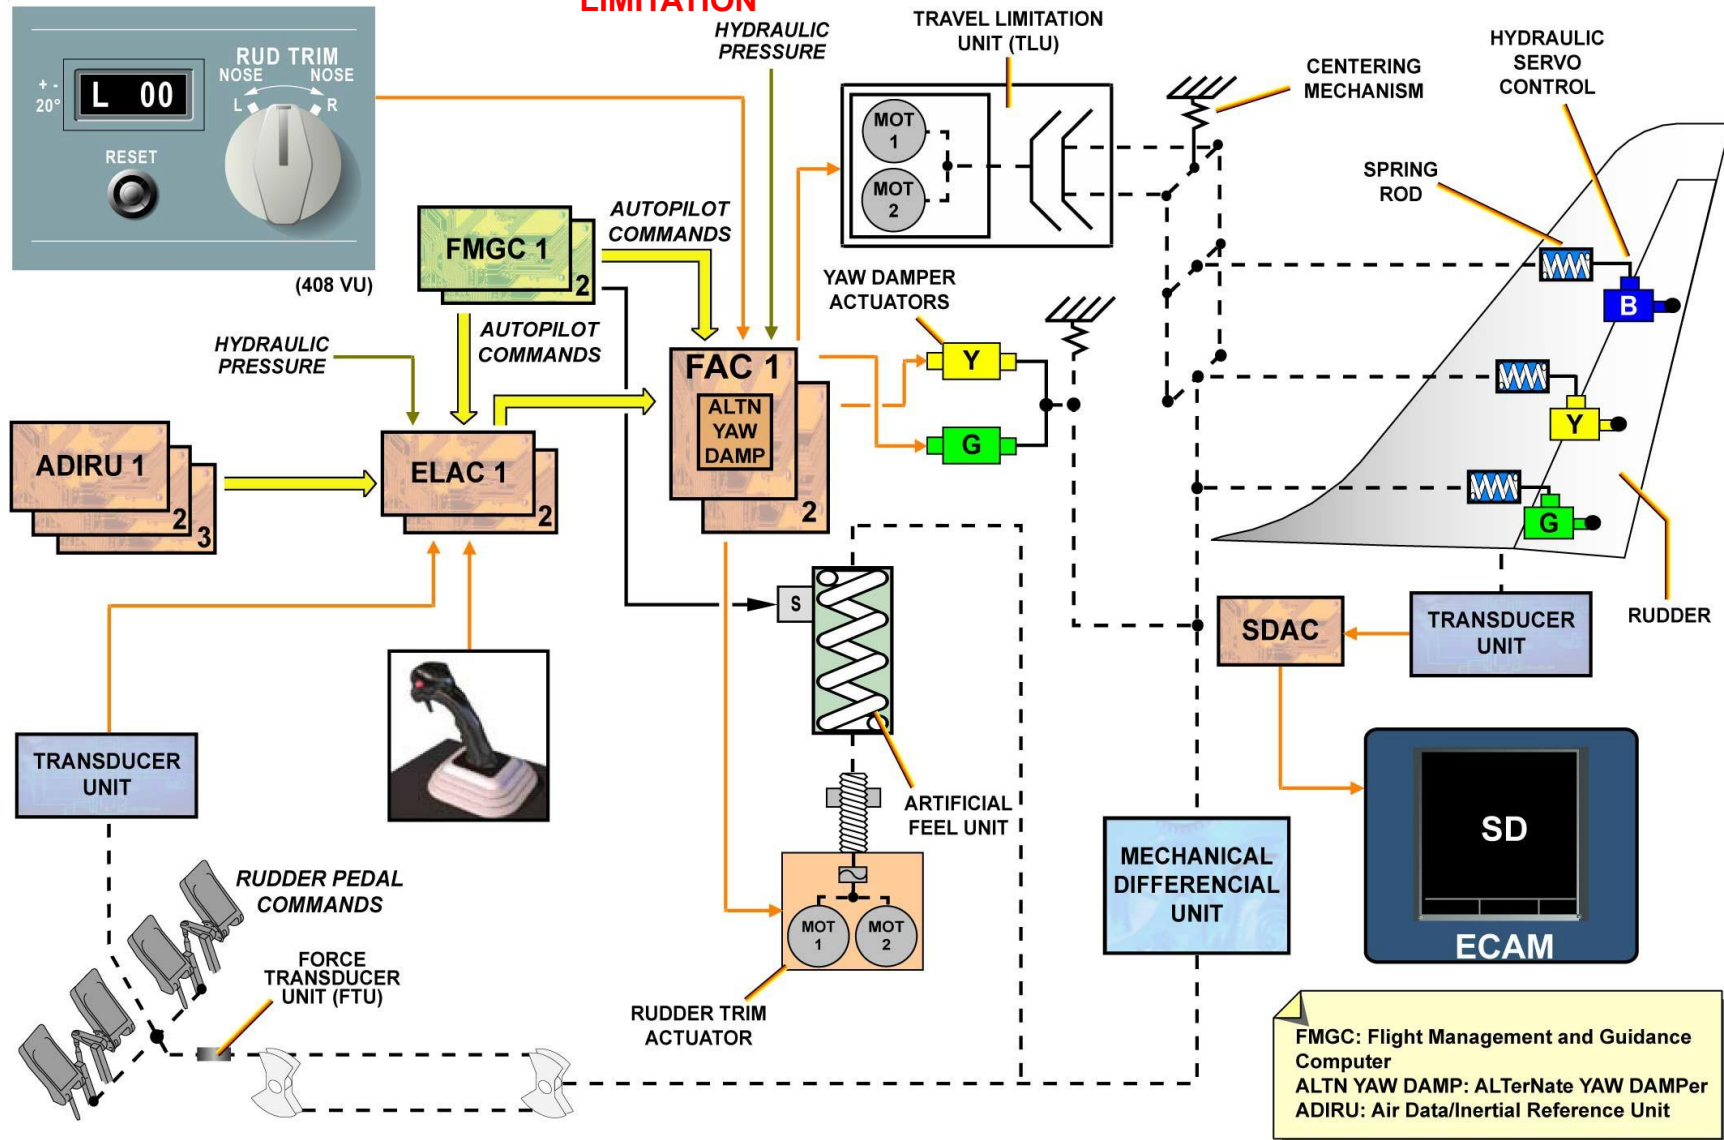 LIMITATION
RUD TRIM
NOSE
NOSE
L
R
+ -
20°
L 00
RESET
(408 VU)
HYDRAULIC
PRESSURE
TRAVEL LIMITATION
UNIT (TLU)
MOT
1
MOT
2
CENTERING
MECHANISM
HYDRAULIC
SERVO
CONTROL
SPRING
ROD
B
Y
G
RUDDER
FMGC 1
2
AUTOPILOT
COMMANDS
AUTOPILOT
COMMANDS
HYDRAULIC
PRESSURE
YAW DAMPER
ACTUATORS
Y
G
FAC 1
ALTN
YAW
DAMP
2
ADIRU 1
2
3
ELAC 1
2
S
SDAC
TRANSDUCER
UNIT
TRANSDUCER
UNIT
ARTIFICIAL
FEEL UNIT
MECHANICAL
DIFFERENCIAL
UNIT
SD
ECAM
RUDDER PEDAL
COMMANDS
FORCE
TRANSDUCER
UNIT (FTU)
MOT
1
MOT
2
RUDDER TRIM
ACTUATOR
FMGC: Flight Management and Guidance
Computer
ALTN YAW DAMP: ALTerNate YAW DAMPer
ADIRU: Air Data/Inertial Reference Unit